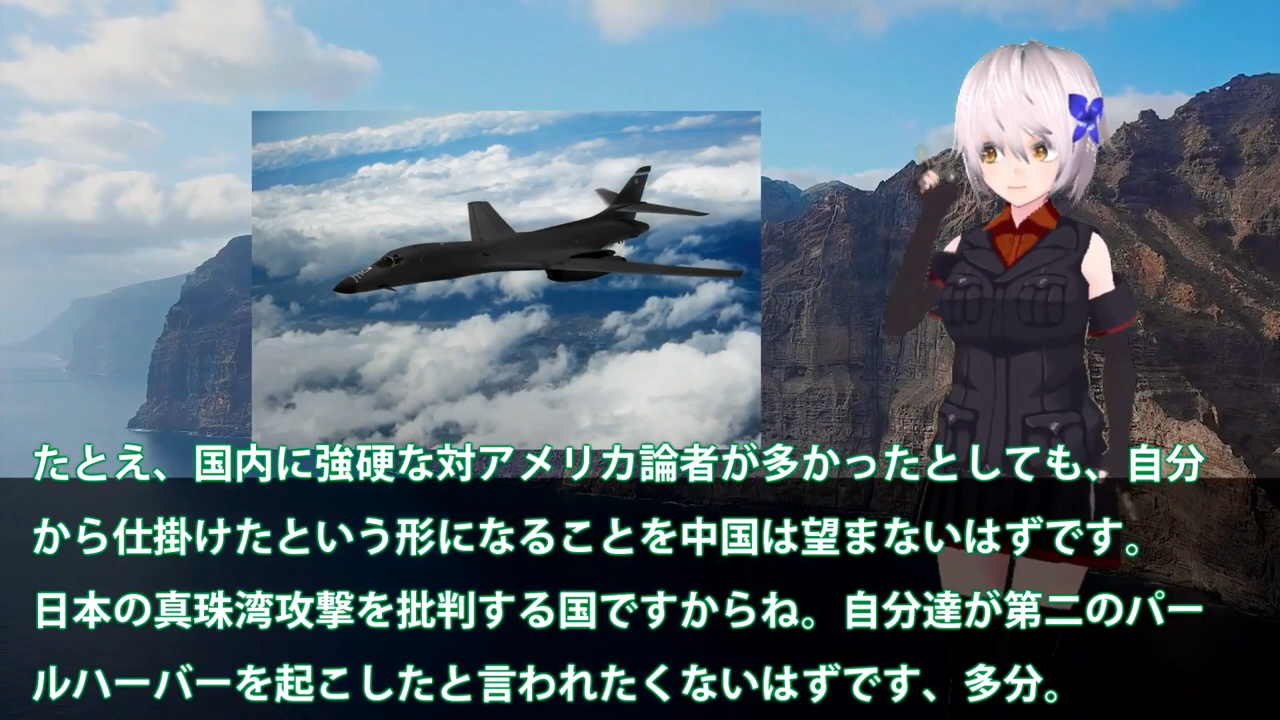 たとえ、国内に強硬な対アメリカ論者が多かったとしても、自分
から仕掛けたという形になることを中国は望まないはずです。
日本の真珠湾攻撃を批判する国ですからね。自分達が第二のパー
ルハーバーを起こしたと言われたくないはずです、多分。